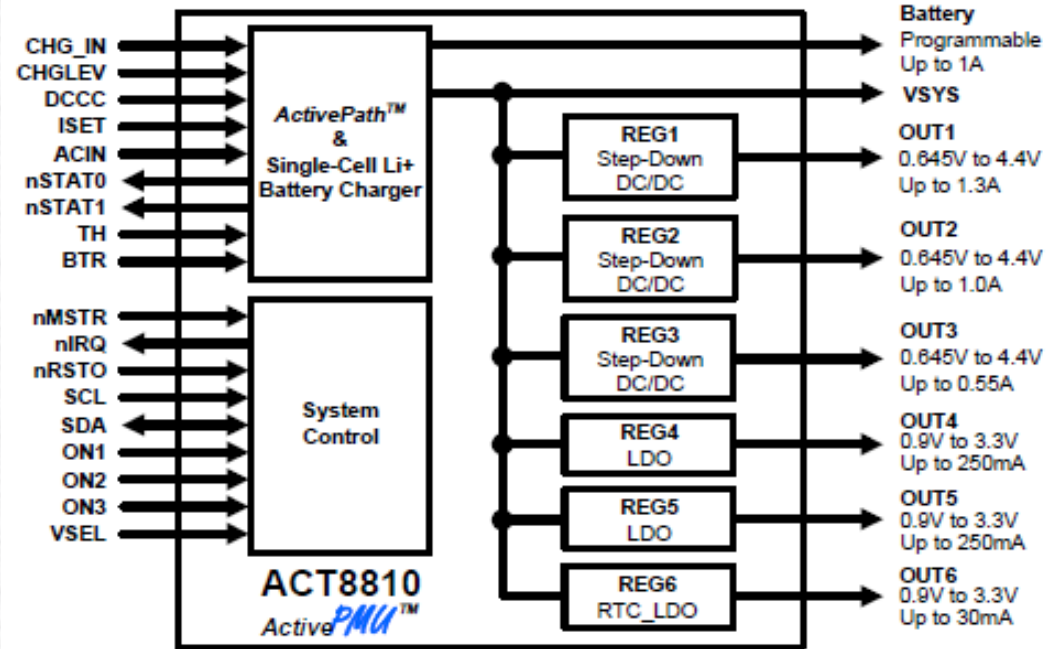 CHG_IN
CHGLEV
DCCC
ISET
ACIN
nSTAT0
nSTAT1
TH
BTR
nMSTR
nIRQ
nRSTO
SCL
SDA
ON1
ON2
ON3
VSEL
ActivePath™
&
Single-Cell Li+
Battery Charger
System
Control
ACT8810
ActivePMU™
REG1
Step-Down
DC/DC
REG2
Step-Down
DC/DC
REG3
Step-Down
DC/DC
REG4
LDO
REG5
LDO
REG6
RTC_LDO
Battery
Programmable
Up to 1A
VSYS
OUT1
0.645V to 4.4V
Up to 1.3A
OUT2
0.645V to 4.4V
Up to 1.0A
OUT3
0.645V to 4.4V
Up to 0.55A
OUT4
0.9V to 3.3V
Up to 250mA
OUT5
0.9V to 3.3V
Up to 250mA
OUT6
0.9V to 3.3V
Up to 30mA